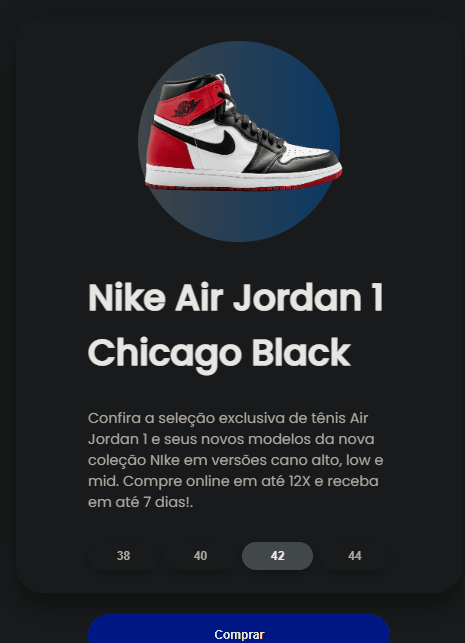 Nike Air Jordan 1
Chicago Black
Confira a seleção exclusiva de tênis Air
Jordan 1 e seus novos modelos da nova
coleção NIke em versões cano alto, low e
mid. Compre online em até 12X e receba
em até 7 dias!.
38 40 42 44
Comprar